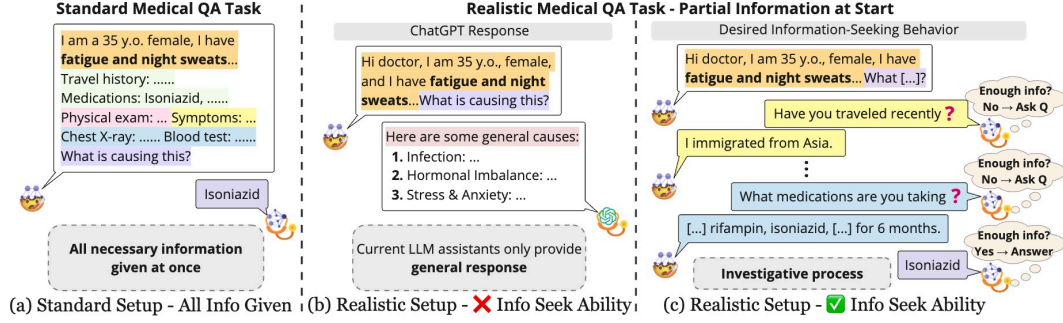 Standard Medical QA Task
I am a 35 y.o. female, I have
fatigue and night sweats...
Travel history: ......
Medications: Isoniazid, ......
Physical exam: ... Symptoms: ...
Chest X-ray: ...... Blood test: ......
What is causing this?
Isoniazid
All necessary information
given at once
(a) Standard Setup - All Info Given
Realistic Medical QA Task - Partial Information at Start
ChatGPT Response
Hi doctor, I am 35 y.o., female,
and I have fatigue and night
sweats...What is causing this?
Here are some general causes:
1. Infection: ...
2. Hormonal Imbalance: ...
3. Stress & Anxiety: ...
Current LLM assistants only provide
general response
(b) Realistic Setup - ❌ Info Seek Ability
Desired Information-Seeking Behavior
Hi doctor, I am 35 y.o., female, I have
fatigue and night sweats...What [...]?
Enough info?
No → Ask Q
Have you traveled recently ?
I immigrated from Asia.
Enough info?
No → Ask Q
What medications are you taking ?
[...] rifampin, isoniazid, [...] for 6 months.
Enough info?
Yes → Answer
Isoniazid
Investigative process
(c) Realistic Setup - ✅ Info Seek Ability